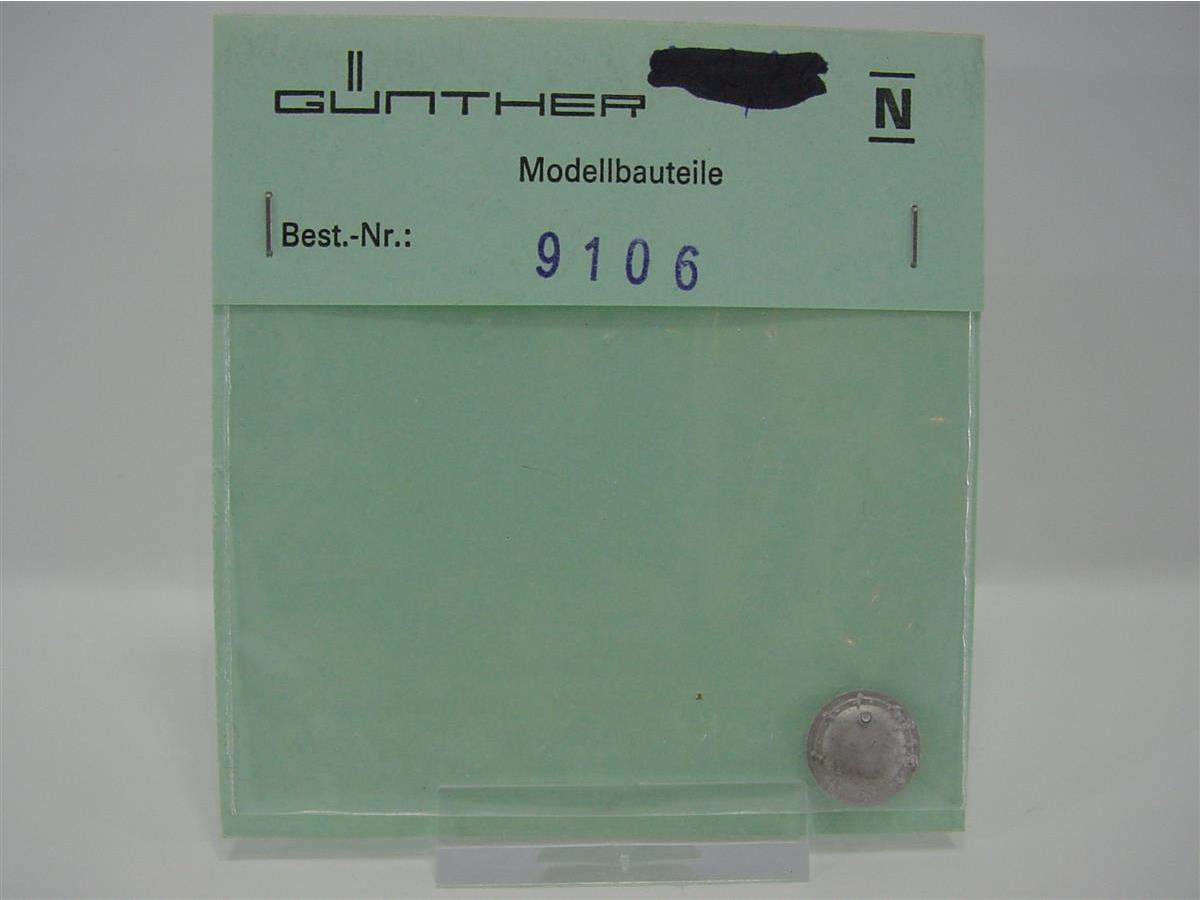 GÜNTHER
N
Modellbauteile
Best.-Nr.: 9106